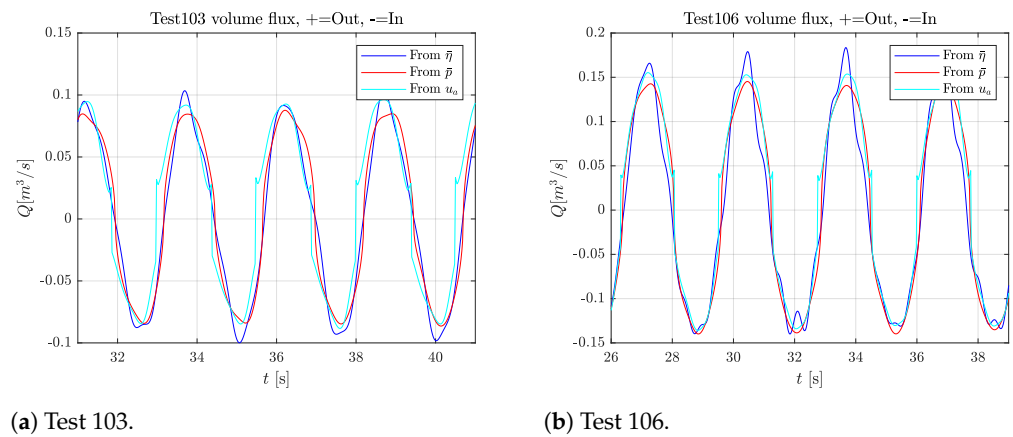 Test103 volume flux, +=Out, -=In
From η̄
From p̄
From uₐ
0.15
0.1
0.05
0
-0.05
-0.1
Q[m³/s]
32
34
36
38
40
t [s]
(a) Test 103.
Test106 volume flux, +=Out, -=In
From η̄
From p̄
From uₐ
0.2
0.15
0.1
0.05
0
-0.05
-0.1
-0.15
Q[m³/s]
26
28
30
32
34
36
38
t [s]
(b) Test 106.